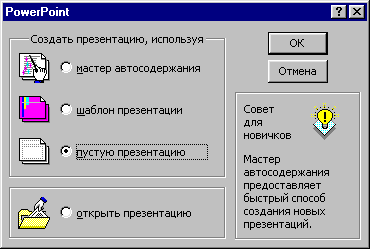 PowerPoint
Создать презентацию, используя
мастер автосодержания
шаблон презентации
пустую презентацию
открыть презентацию
OK
Отмена
Совет
для
новичков
Мастер
автосодержания
предоставляет
быстрый способ
создания новых
презентаций.